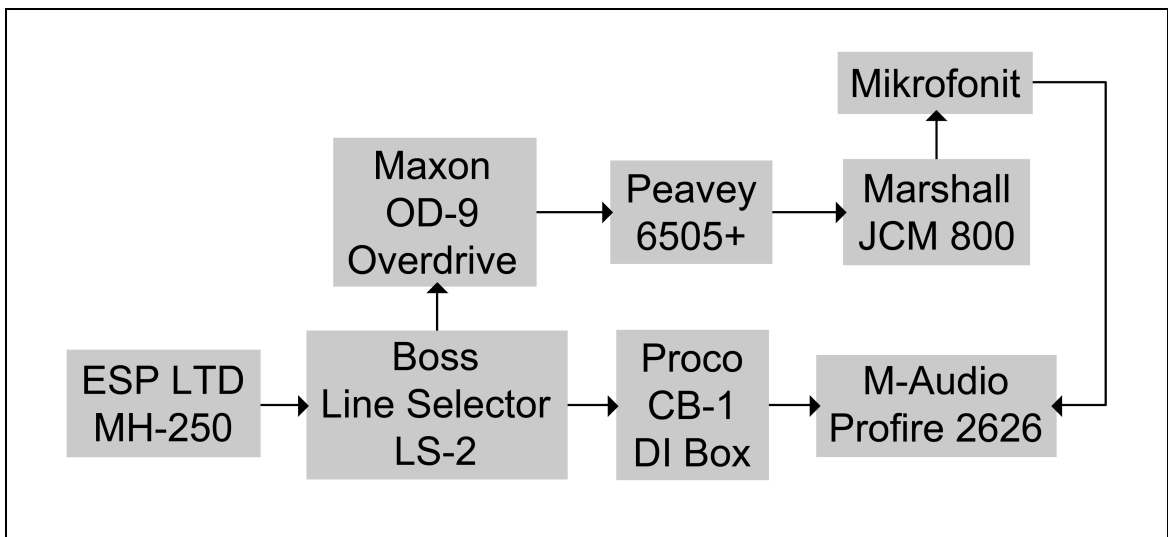 Mikrofonit
Maxon
OD-9
Overdrive
Peavey
6505+
Marshall
JCM 800
ESP LTD
MH-250
Boss
Line Selector
LS-2
Proco
CB-1
DI Box
M-Audio
Profire 2626